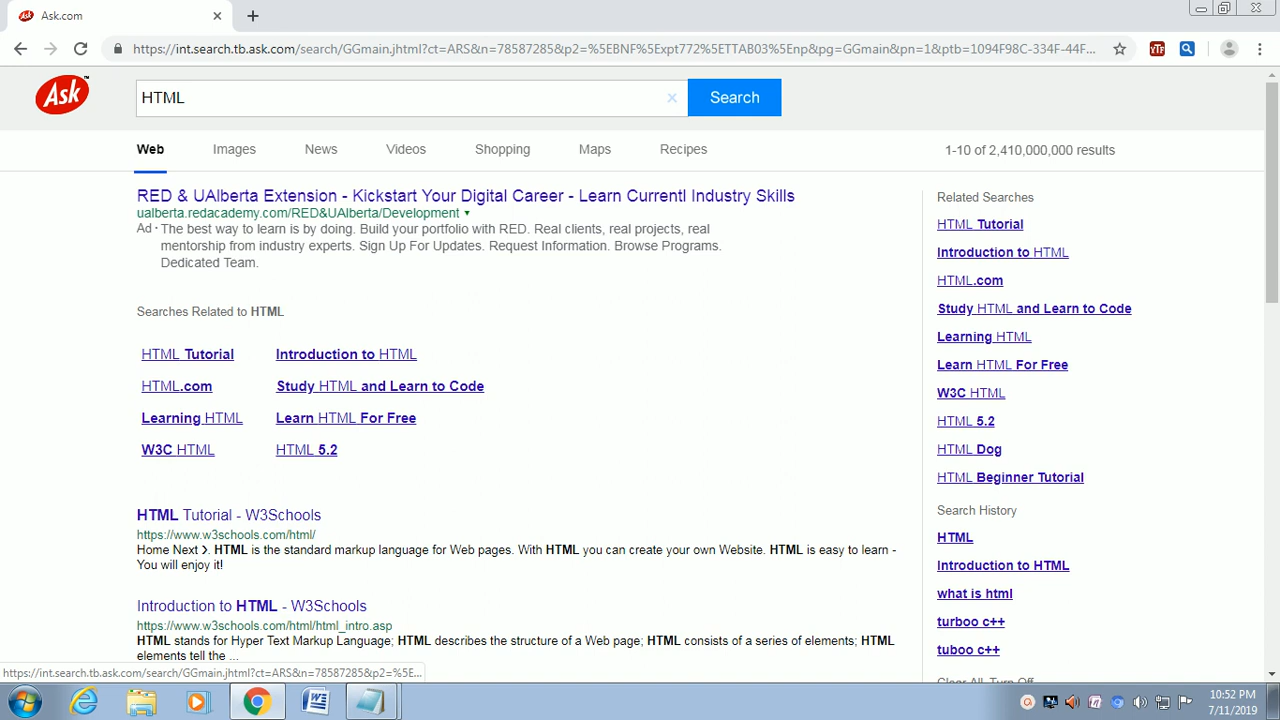 Ask.com
https://int.search.tb.ask.com/search/GGmain.jhtml?ct=ARS&n=78587285&p2=%5EBNF%5Expt772%5ETTAB03%5Enp&pg=GGmain&pn=1&ptb=1094F98C-334F-44F...
YTF
Ask™
HTML
Search
Web Images News Videos Shopping Maps Recipes
1-10 of 2,410,000,000 results
RED & UAlberta Extension - Kickstart Your Digital Career - Learn Currentl Industry Skills
ualberta.redacademy.com/RED&UAlberta/Development
Ad · The best way to learn is by doing. Build your portfolio with RED. Real clients, real projects, real
mentorship from industry experts. Sign Up For Updates. Request Information. Browse Programs.
Dedicated Team.
Searches Related to HTML
HTML Tutorial Introduction to HTML
HTML.com Study HTML and Learn to Code
Learning HTML Learn HTML For Free
W3C HTML HTML 5.2
HTML Tutorial - W3Schools
https://www.w3schools.com/html/
Home Next ❯. HTML is the standard markup language for Web pages. With HTML you can create your own Website. HTML is easy to learn -
You will enjoy it!
Introduction to HTML - W3Schools
https://www.w3schools.com/html/html_intro.asp
HTML stands for Hyper Text Markup Language; HTML describes the structure of a Web page; HTML consists of a series of elements; HTML
elements tell the ...
Related Searches
HTML Tutorial
Introduction to HTML
HTML.com
Study HTML and Learn to Code
Learning HTML
Learn HTML For Free
W3C HTML
HTML 5.2
HTML Dog
HTML Beginner Tutorial
Search History
HTML
Introduction to HTML
what is html
turboo c++
tuboo c++
Clear All Turn Off
https://int.search.tb.ask.com/search/GGmain.jhtml?ct=ARS&n=78587285&p2=%5E...
10:52 PM
7/11/2019